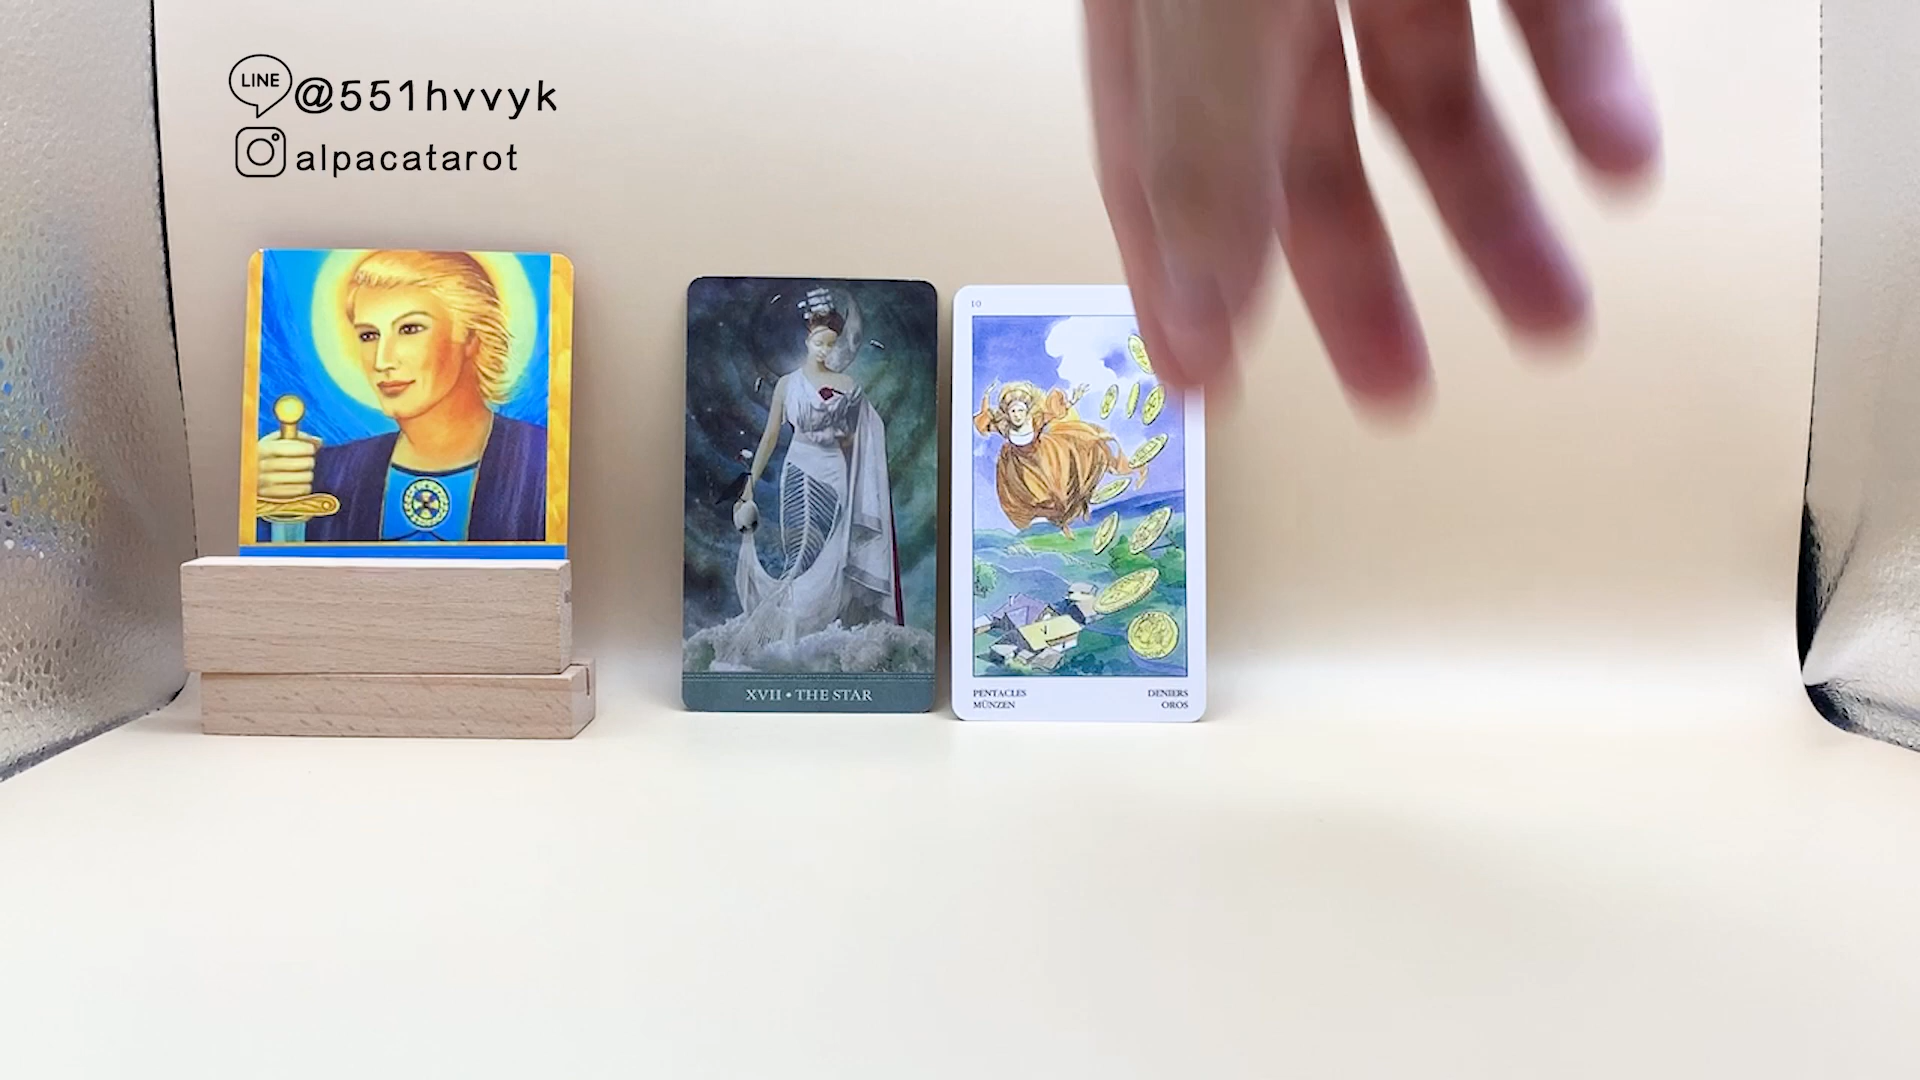 LINE @551hvvyk
alpacatarot
XVII • THE STAR
10
PENTACLES DENIERS
MÜNZEN OROS